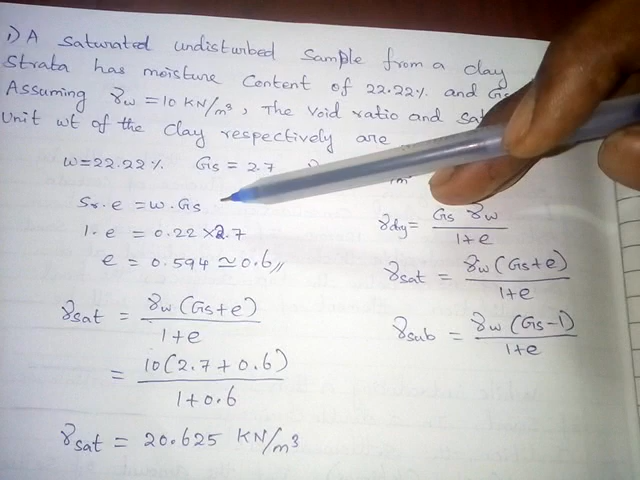 1) A saturated undisturbed sample from a clay
Strata has moisture Content of 22.22% and Gs
Assuming γw = 10 KN/m³, The Void ratio and Sat
Unit wt of the clay respectively are
w = 22.22% Gs = 2.7
Sr.e = w.Gs
1.e = 0.22 × 2.7
e = 0.594 ≃ 0.6//
γsat = γw (Gs+e) / 1+e
= 10(2.7+0.6) / 1+0.6
γsat = 20.625 KN/m³
γdry = Gs γw / 1+e
γsat = γw (Gs+e) / 1+e
γsub = γw (Gs-1) / 1+e